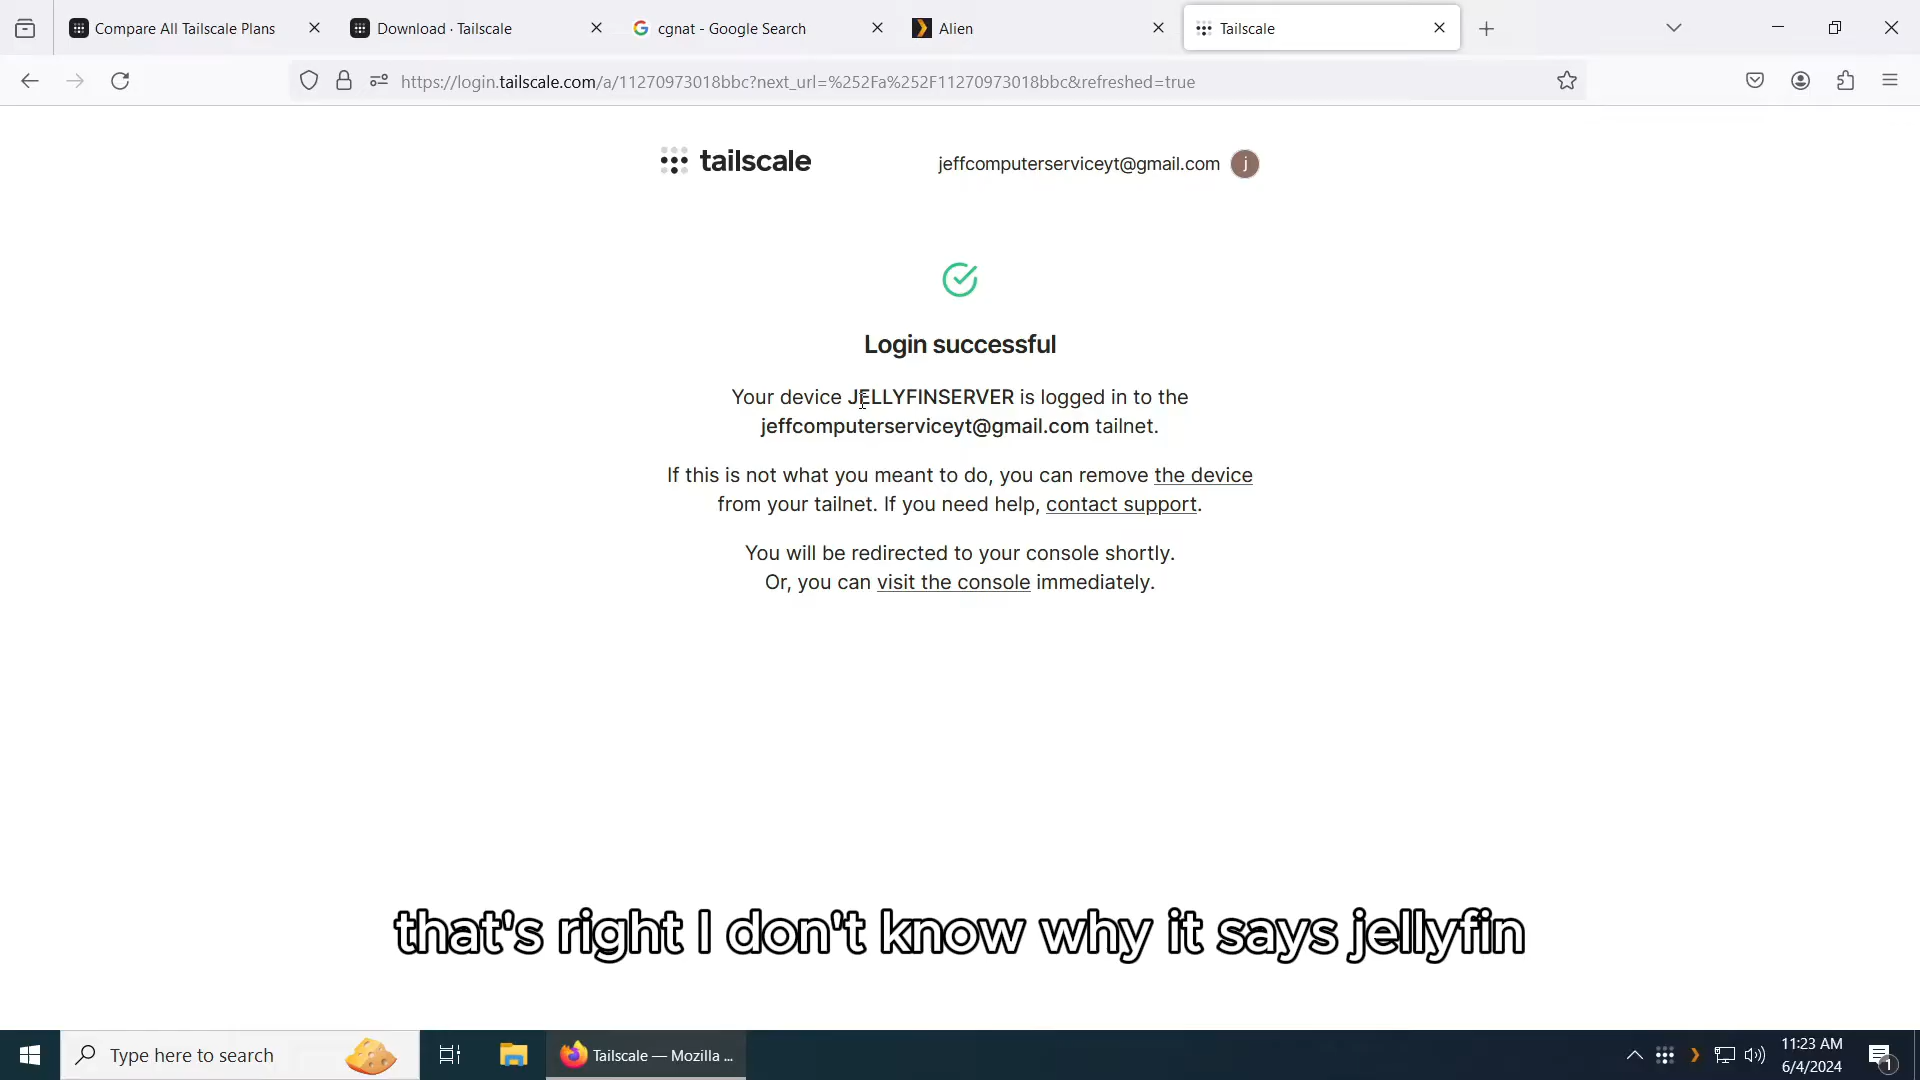 Compare All Tailscale Plans
Download · Tailscale
cgnat - Google Search
Alien
Tailscale
https://login.tailscale.com/a/11270973018bbc?next_url=%252Fa%252F11270973018bbc&refreshed=true
tailscale
jeffcomputerserviceyt@gmail.com
j
Login successful
Your device JELLYFINSERVER is logged in to the
jeffcomputerserviceyt@gmail.com tailnet.
If this is not what you meant to do, you can remove the device
from your tailnet. If you need help, contact support.
You will be redirected to your console shortly.
Or, you can visit the console immediately.
that's right I don't know why it says jellyfin
Type here to search
Tailscale — Mozilla ...
11:23 AM
6/4/2024
1